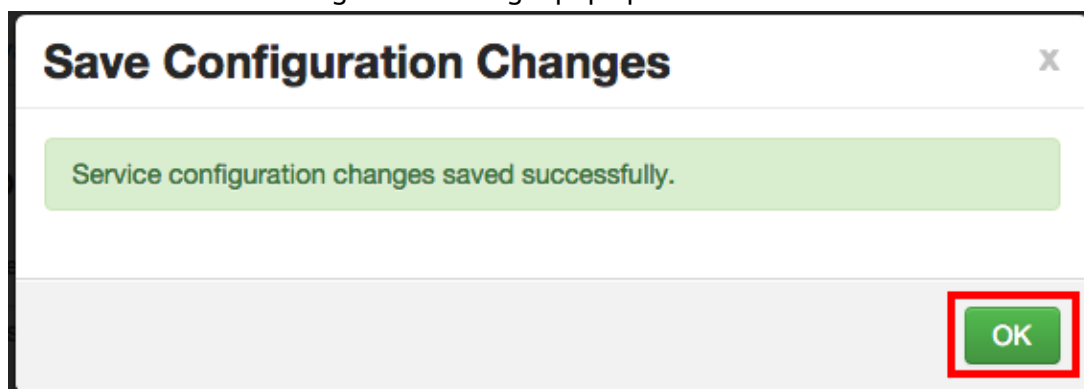 Save Configuration Changes
x
Service configuration changes saved successfully.
OK